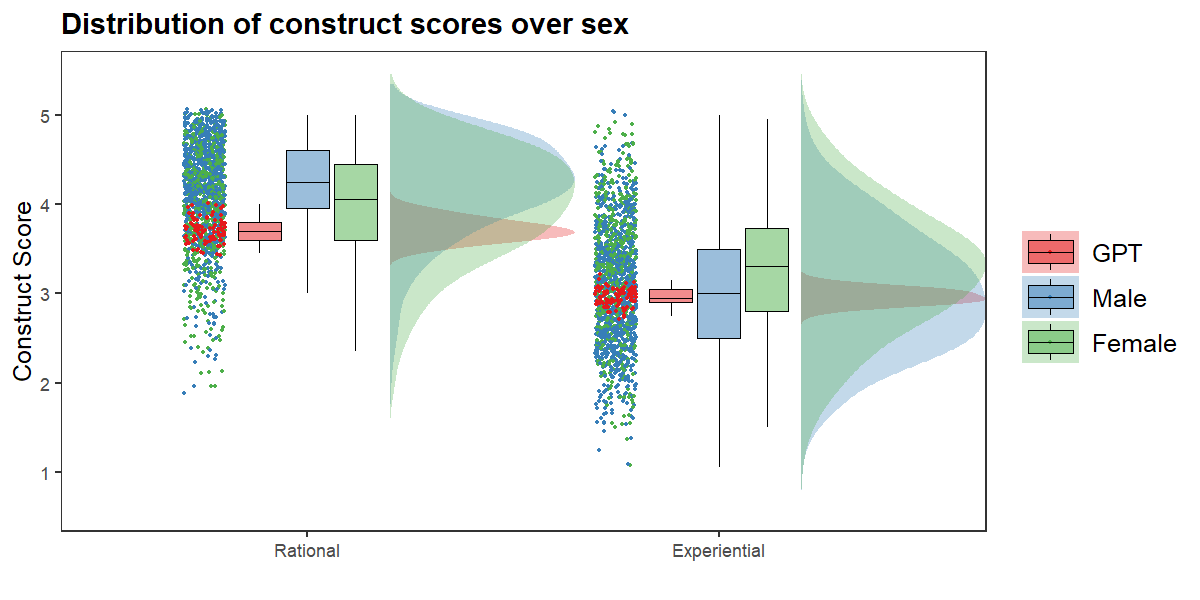 Distribution of construct scores over sex
Construct Score
5
4
3
2
1
Rational
Experiential
GPT
Male
Female